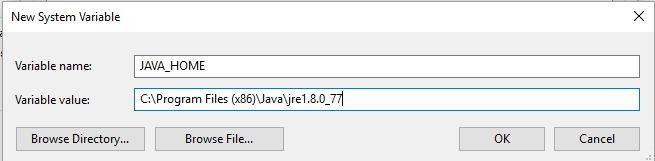 New System Variable
Variable name: JAVA_HOME
Variable value: C:\Program Files (x86)\Java\jre1.8.0_77
Browse Directory... Browse File... OK Cancel